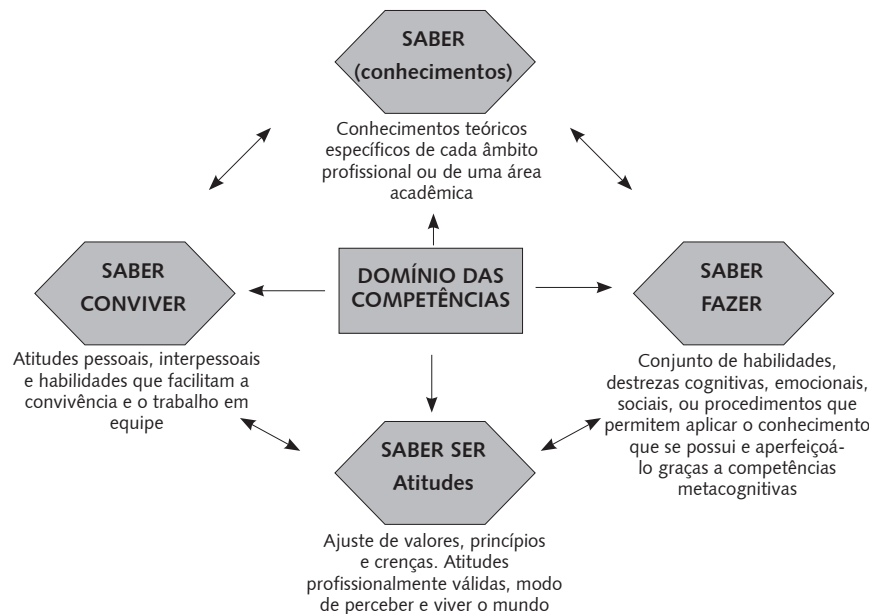 SABER
(conhecimentos)
Conhecimentos teóricos
específicos de cada âmbito
profissional ou de uma área
acadêmica
SABER
CONVIVER
Atitudes pessoais, interpessoais
e habilidades que facilitam a
convivência e o trabalho em
equipe
DOMÍNIO DAS
COMPETÊNCIAS
SABER
FAZER
Conjunto de habilidades,
destrezas cognitivas, emocionais,
sociais, ou procedimentos que
permitem aplicar o conhecimento
que se possui e aperfeiçoá-
lo graças a competências
metacognitivas
SABER SER
Atitudes
Ajuste de valores, princípios
e crenças. Atitudes
profissionalmente válidas, modo
de perceber e viver o mundo